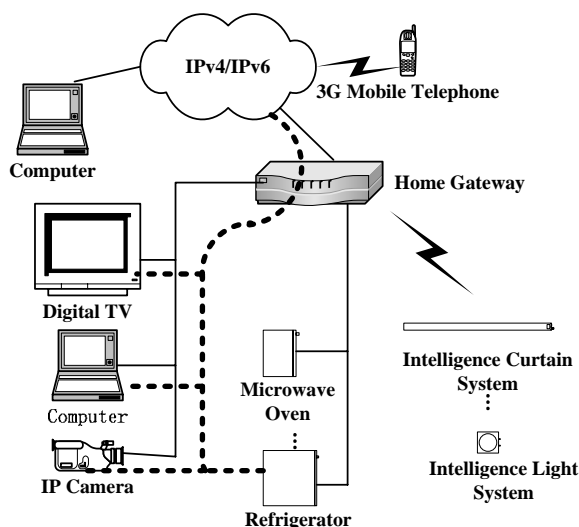 IPv4/IPv6
3G Mobile Telephone
Computer
Home Gateway
Digital TV
Computer
Microwave
Oven
Intelligence Curtain
System
IP Camera
Refrigerator
Intelligence Light
System